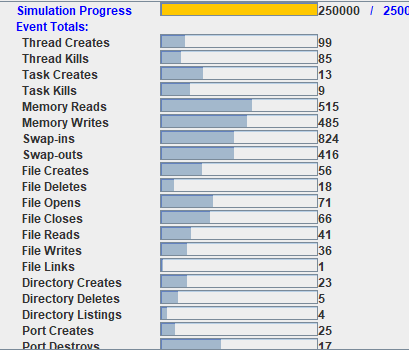 Simulation Progress 250000 / 2500
Event Totals:
Thread Creates 99
Thread Kills 85
Task Creates 13
Task Kills 9
Memory Reads 515
Memory Writes 485
Swap-ins 824
Swap-outs 416
File Creates 56
File Deletes 18
File Opens 71
File Closes 66
File Reads 41
File Writes 36
File Links 1
Directory Creates 23
Directory Deletes 5
Directory Listings 4
Port Creates 25
Port Destroys 17